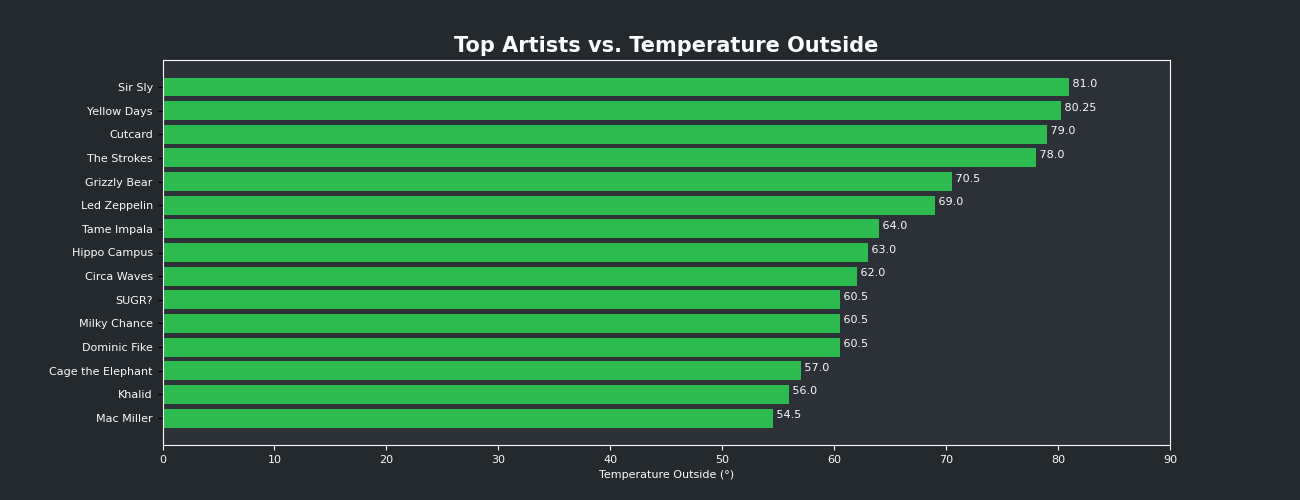 Top Artists vs. Temperature Outside
Sir Sly 81.0
Yellow Days 80.25
Cutcard 79.0
The Strokes 78.0
Grizzly Bear 70.5
Led Zeppelin 69.0
Tame Impala 64.0
Hippo Campus 63.0
Circa Waves 62.0
SUGR? 60.5
Milky Chance 60.5
Dominic Fike 60.5
Cage the Elephant 57.0
Khalid 56.0
Mac Miller 54.5
0 10 20 30 40 50 60 70 80 90
Temperature Outside (°)